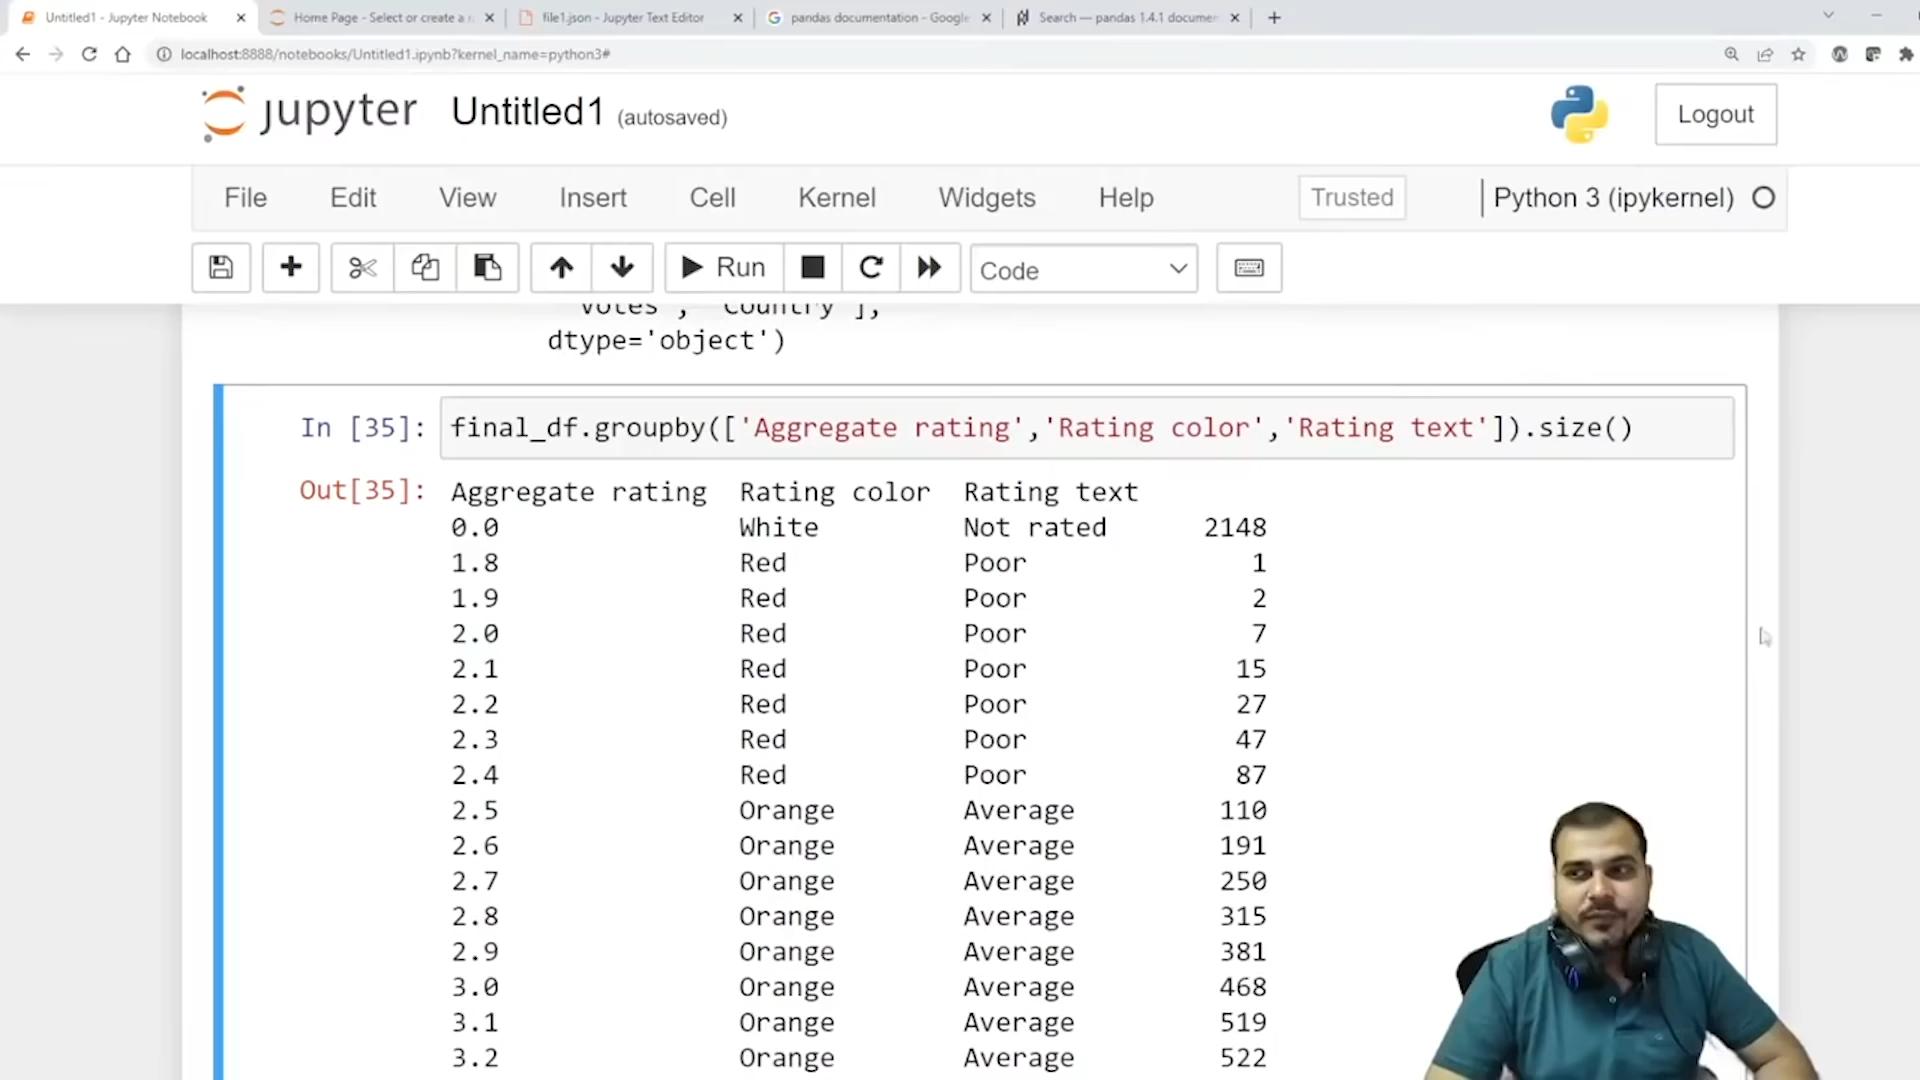 Untitled1 - Jupyter Notebook
Home Page - Select or create a
file1.json - Jupyter Text Editor
pandas documentation - Google
Search — pandas 1.4.1 documen
localhost:8888/notebooks/Untitled1.ipynb?kernel_name=python3#
jupyter Untitled1 (autosaved)
Logout
File Edit View Insert Cell Kernel Widgets Help
Trusted
Python 3 (ipykernel)
Run
Code
'Votes', 'Country'],
dtype='object')
In [35]: final_df.groupby(['Aggregate rating','Rating color','Rating text']).size()
Out[35]: Aggregate rating Rating color Rating text
0.0 White Not rated 2148
1.8 Red Poor 1
1.9 Red Poor 2
2.0 Red Poor 7
2.1 Red Poor 15
2.2 Red Poor 27
2.3 Red Poor 47
2.4 Red Poor 87
2.5 Orange Average 110
2.6 Orange Average 191
2.7 Orange Average 250
2.8 Orange Average 315
2.9 Orange Average 381
3.0 Orange Average 468
3.1 Orange Average 519
3.2 Orange Average 522